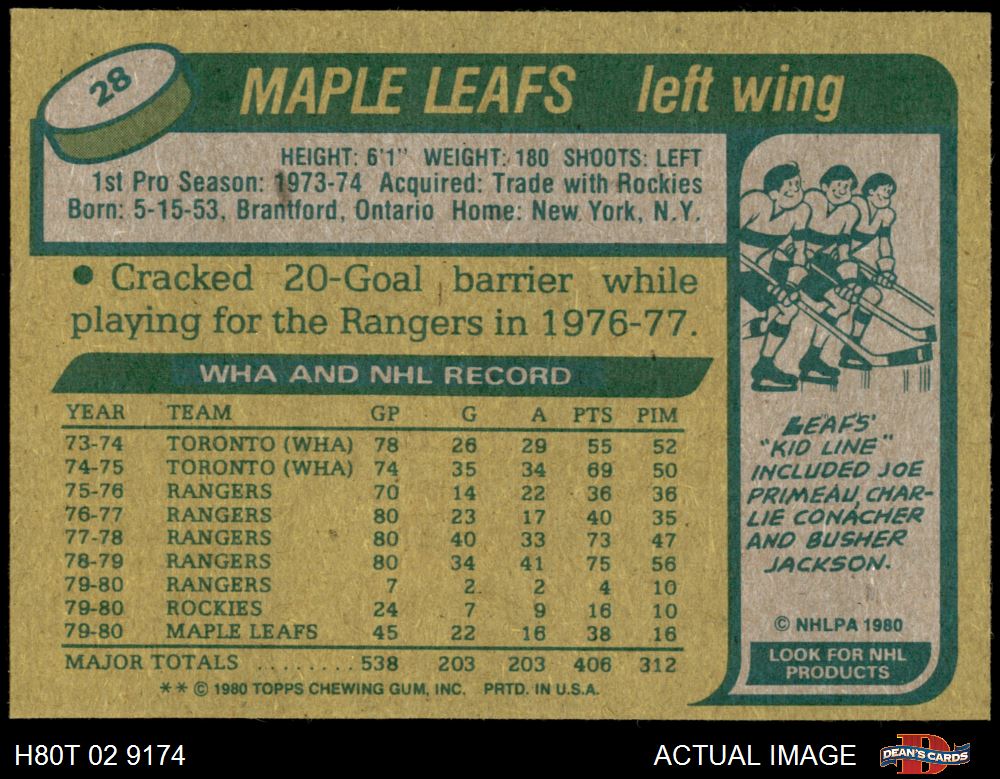 28
MAPLE LEAFS left wing
HEIGHT: 6'1" WEIGHT: 180 SHOOTS: LEFT
1st Pro Season: 1973-74 Acquired: Trade with Rockies
Born: 5-15-53, Brantford, Ontario Home: New York, N.Y.
● Cracked 20-Goal barrier while
playing for the Rangers in 1976-77.
WHA AND NHL RECORD
YEAR TEAM GP G A PTS PIM
73-74 TORONTO (WHA) 78 26 29 55 52
74-75 TORONTO (WHA) 74 35 34 69 50
75-76 RANGERS 70 14 22 36 36
76-77 RANGERS 80 23 17 40 35
77-78 RANGERS 80 40 33 73 47
78-79 RANGERS 80 34 41 75 56
79-80 RANGERS 7 2 2 4 10
79-80 ROCKIES 24 7 9 16 10
79-80 MAPLE LEAFS 45 22 16 38 16
MAJOR TOTALS ........ 538 203 203 406 312
** © 1980 TOPPS CHEWING GUM, INC. PRTD. IN U.S.A.
LEAFS'
"KID LINE"
INCLUDED JOE
PRIMEAU, CHAR-
LIE CONACHER
AND BUSHER
JACKSON.
© NHLPA 1980
LOOK FOR NHL
PRODUCTS
H80T 02 9174
ACTUAL IMAGE
DEAN'S CARDS